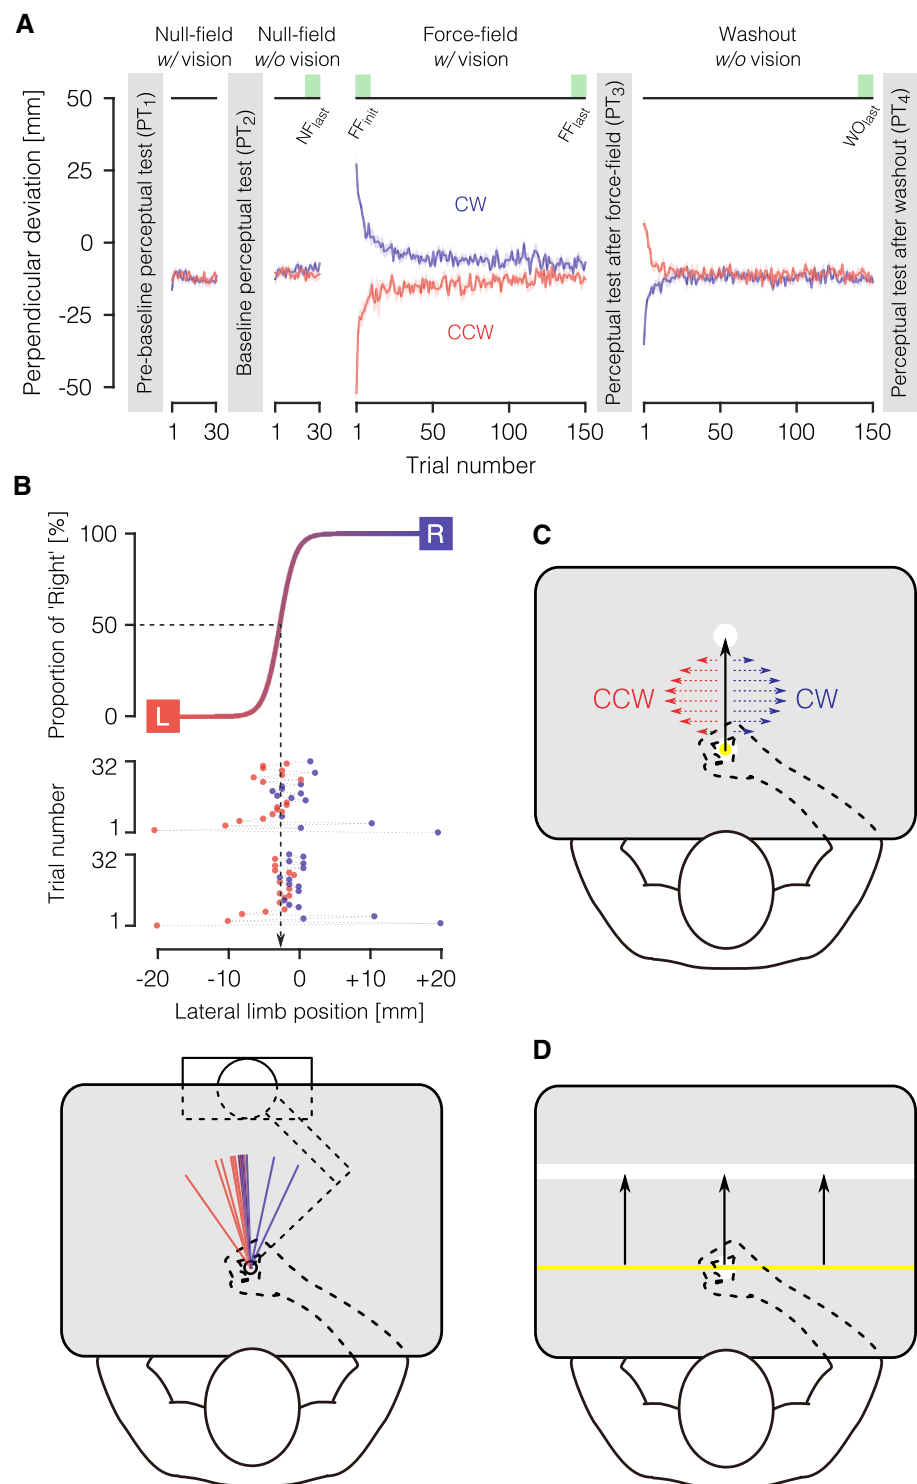 A
Null-field
w/ vision
Null-field
w/o vision
Force-field
w/ vision
Washout
w/o vision
Perpendicular deviation [mm]
50
25
0
-25
-50
Pre-baseline perceptual test (PT1)
Baseline perceptual test (PT2)
NFlast
FFinit
FFlast
Perceptual test after force-field (PT3)
WOlast
Perceptual test after washout (PT4)
CW
CCW
1 30 1 30 1 50 100 150 1 50 100 150
Trial number
B
Proportion of 'Right' [%]
100
50
0
R
L
Trial number
32
1
32
1
-20 -10 0 +10 +20
Lateral limb position [mm]
C
CCW CW
D